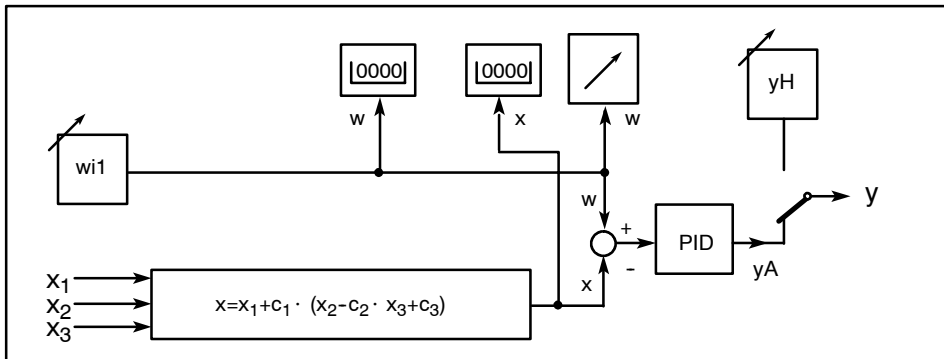 0000
0000
yH
w
x
w
wi1
w
y
+
PID
x₁
x₂
x₃
x=x₁+c₁· (x₂-c₂· x₃+c₃)
x
-
yA